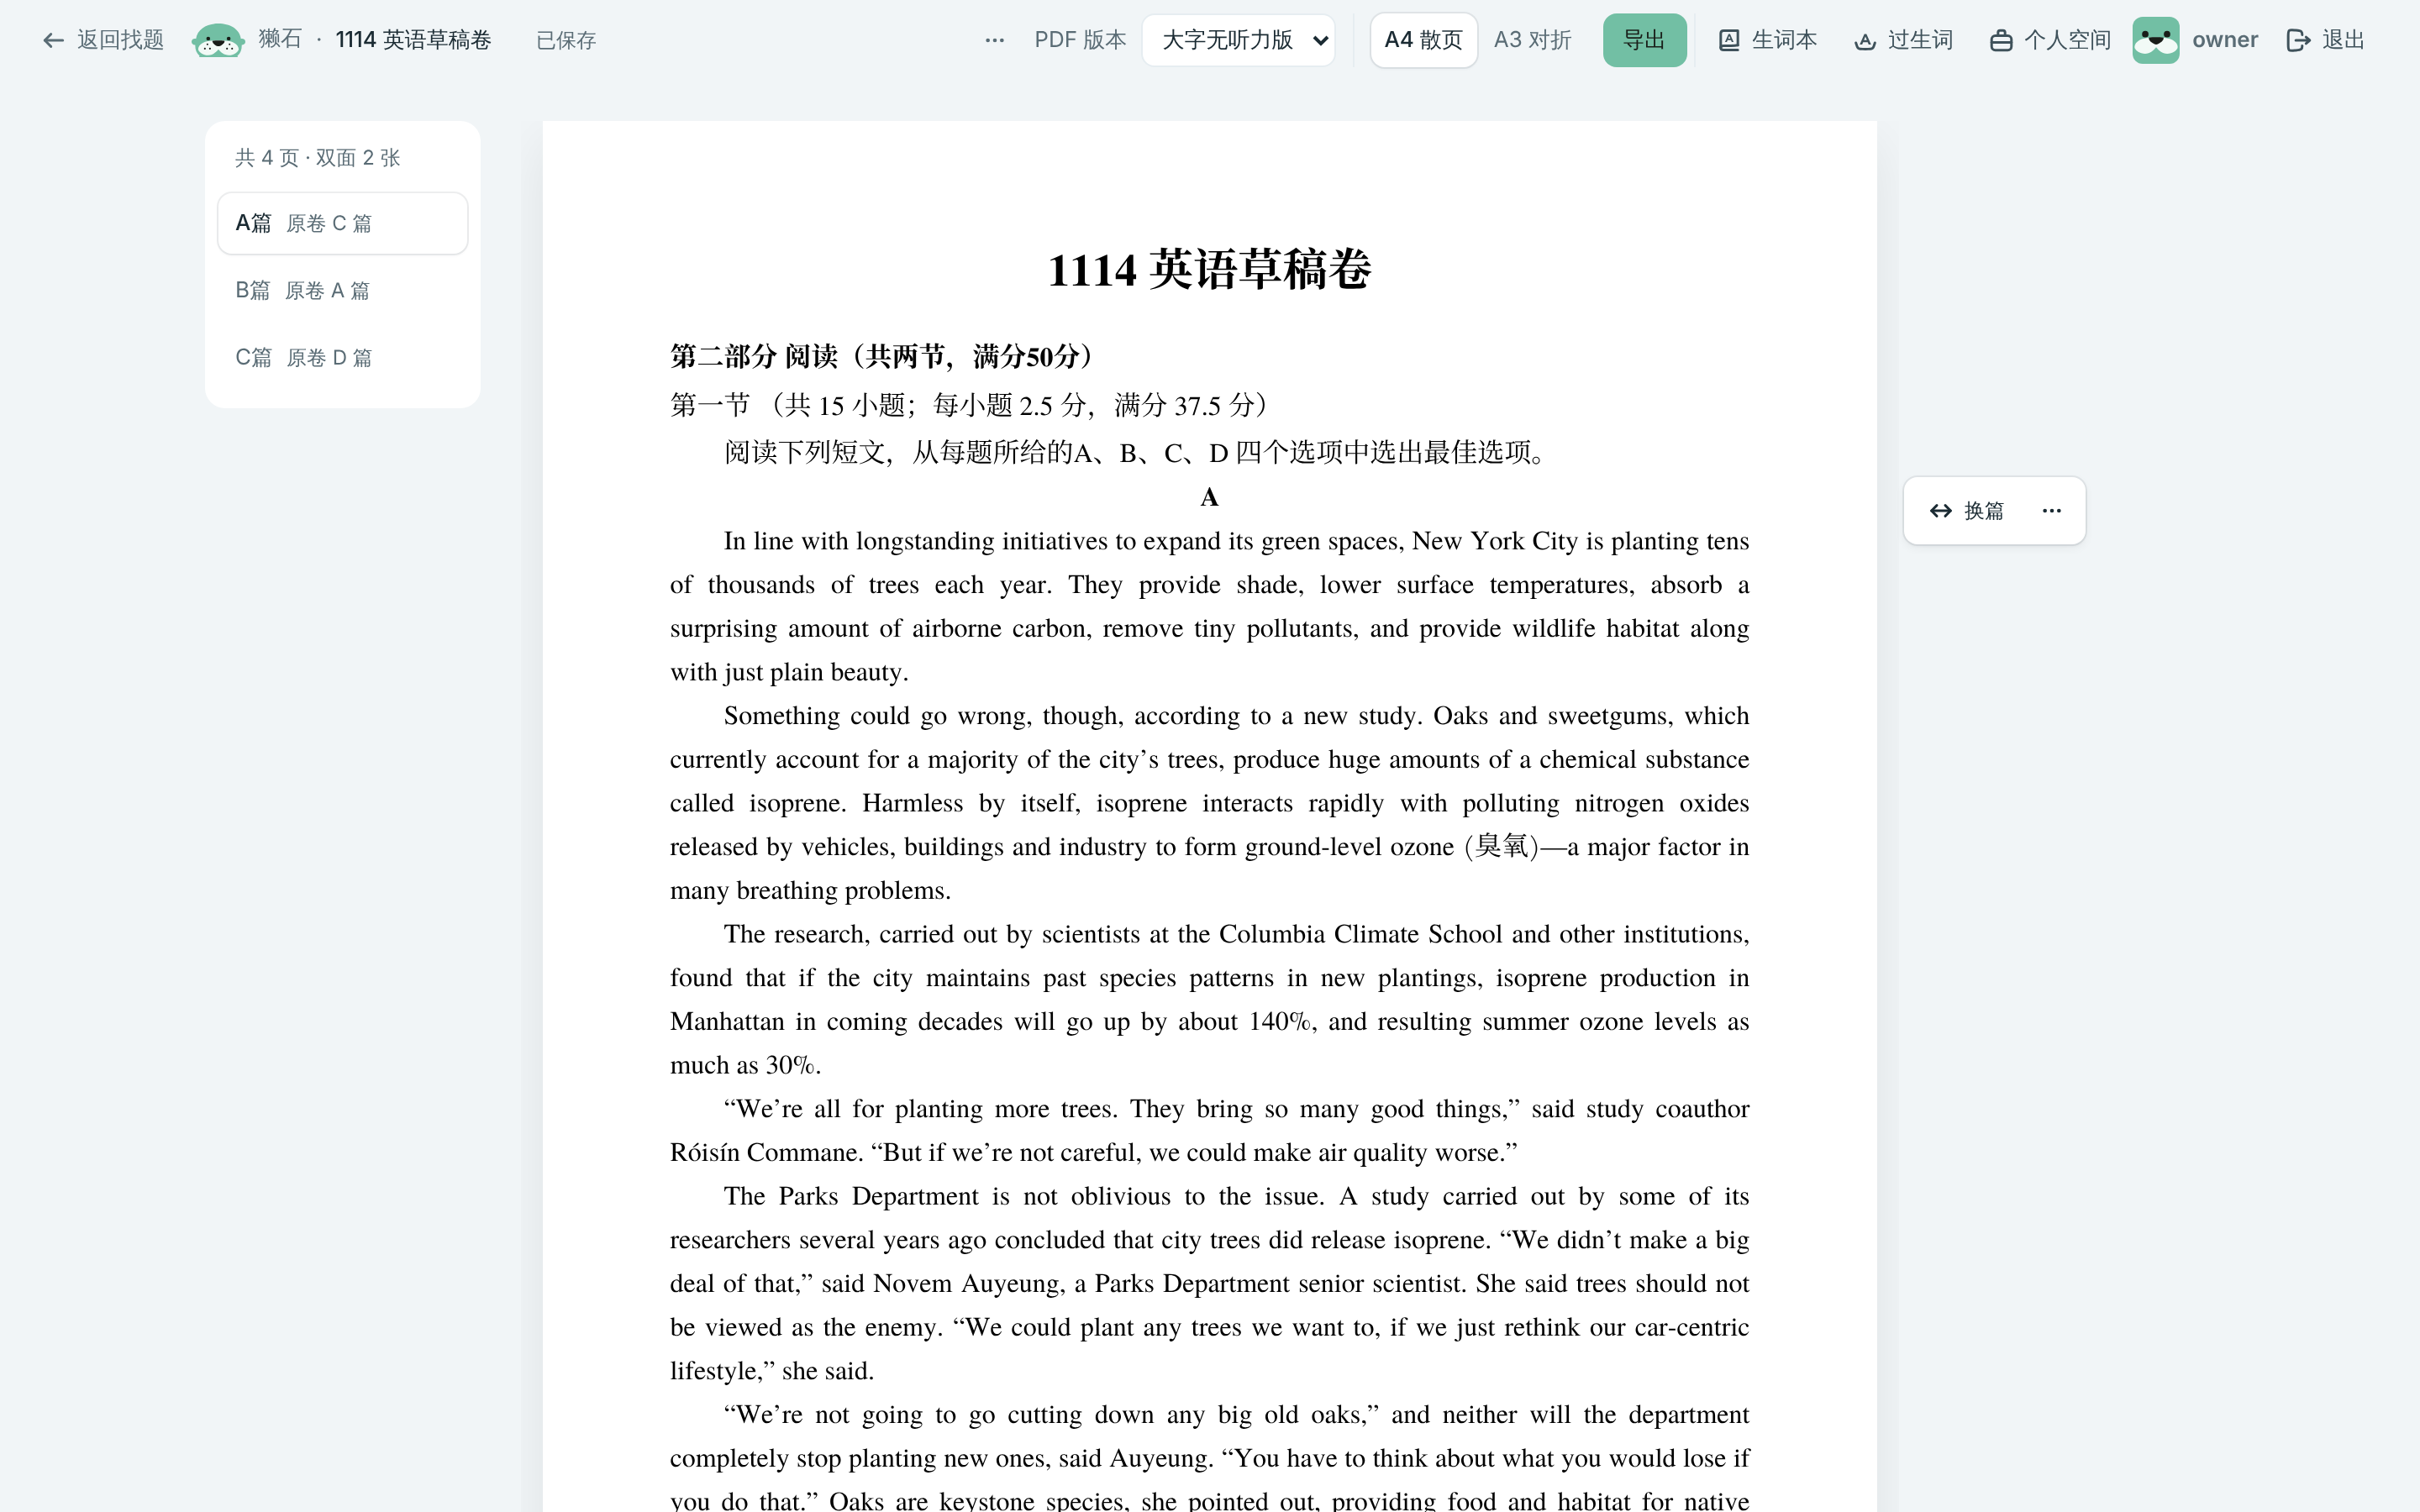 返回找题 獭石 · 1114 英语草稿卷 已保存 ··· PDF 版本 大字无听力版 A4 散页 A3 对折 导出 生词本 过生词 个人空间 owner 退出
共 4 页 · 双面 2 张
A篇 原卷 C 篇
B篇 原卷 A 篇
C篇 原卷 D 篇
1114 英语草稿卷
第二部分 阅读（共两节，满分50分）
第一节 （共 15 小题；每小题 2.5 分，满分 37.5 分）
阅读下列短文，从每题所给的A、B、C、D 四个选项中选出最佳选项。
A
换篇 ···
In line with longstanding initiatives to expand its green spaces, New York City is planting tens
of thousands of trees each year. They provide shade, lower surface temperatures, absorb a
surprising amount of airborne carbon, remove tiny pollutants, and provide wildlife habitat along
with just plain beauty.
Something could go wrong, though, according to a new study. Oaks and sweetgums, which
currently account for a majority of the city’s trees, produce huge amounts of a chemical substance
called isoprene. Harmless by itself, isoprene interacts rapidly with polluting nitrogen oxides
released by vehicles, buildings and industry to form ground-level ozone (臭氧)—a major factor in
many breathing problems.
The research, carried out by scientists at the Columbia Climate School and other institutions,
found that if the city maintains past species patterns in new plantings, isoprene production in
Manhattan in coming decades will go up by about 140%, and resulting summer ozone levels as
much as 30%.
“We’re all for planting more trees. They bring so many good things,” said study coauthor
Róisín Commane. “But if we’re not careful, we could make air quality worse.”
The Parks Department is not oblivious to the issue. A study carried out by some of its
researchers several years ago concluded that city trees did release isoprene. “We didn’t make a big
deal of that,” said Novem Auyeung, a Parks Department senior scientist. She said trees should not
be viewed as the enemy. “We could plant any trees we want to, if we just rethink our car-centric
lifestyle,” she said.
“We’re not going to go cutting down any big old oaks,” and neither will the department
completely stop planting new ones, said Auyeung. “You have to think about what you would lose if
you do that.” Oaks are keystone species, she pointed out, providing food and habitat for native